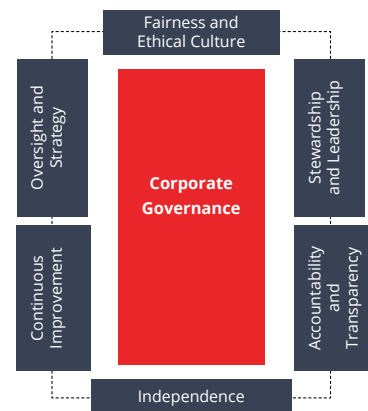 Fairness and
Ethical Culture
Oversight and
Strategy
Stewardship
and Leadership
Corporate
Governance
Continuous
Improvement
Accountability
and
Transparency
Independence